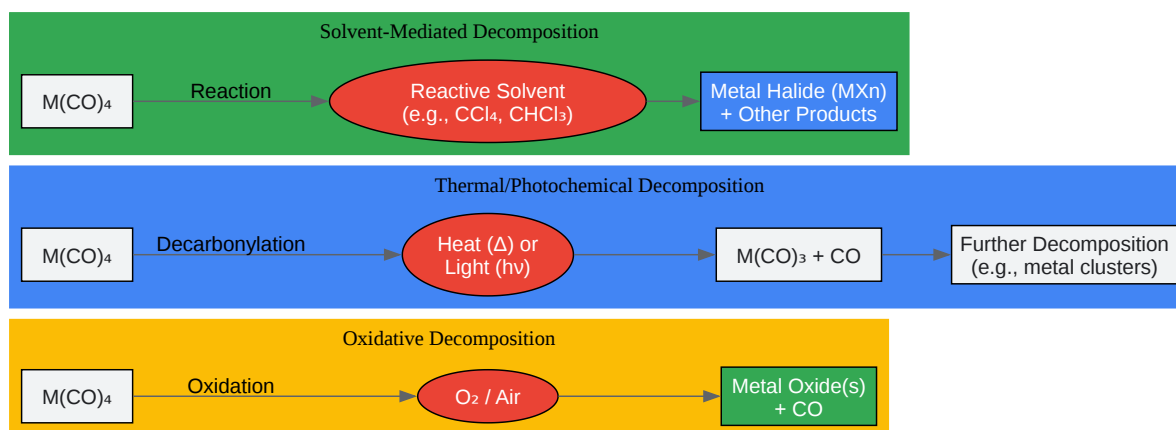 Solvent-Mediated Decomposition
M(CO)₄
Reaction
Reactive Solvent
(e.g., CCl₄, CHCl₃)
Metal Halide (MXn)
+ Other Products
Thermal/Photochemical Decomposition
M(CO)₄
Decarbonylation
Heat (Δ) or
Light (hν)
M(CO)₃ + CO
Further Decomposition
(e.g., metal clusters)
Oxidative Decomposition
M(CO)₄
Oxidation
O₂ / Air
Metal Oxide(s)
+ CO